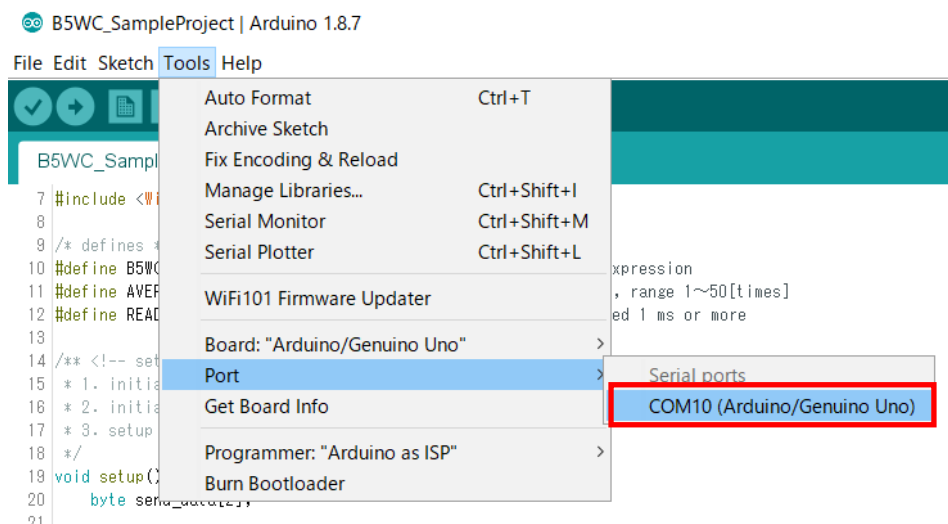 B5WC_SampleProject | Arduino 1.8.7
File Edit Sketch Tools Help
Auto Format Ctrl+T
Archive Sketch
Fix Encoding & Reload
Manage Libraries... Ctrl+Shift+I
Serial Monitor Ctrl+Shift+M
Serial Plotter Ctrl+Shift+L
WiFi101 Firmware Updater
Board: "Arduino/Genuino Uno"
Port
Get Board Info
Programmer: "Arduino as ISP"
Burn Bootloader
Serial ports
COM10 (Arduino/Genuino Uno)
B5WC_Sampl
7 #include <Wi
8
9 /* defines *
10 #define B5WC xpression
11 #define AVER , range 1~50[times]
12 #define READ ed 1 ms or more
13
14 /** <!-- set
15 * 1. initia
16 * 2. initia
17 * 3. setup
18 */
19 void setup()
20 byte send_data[2];
21